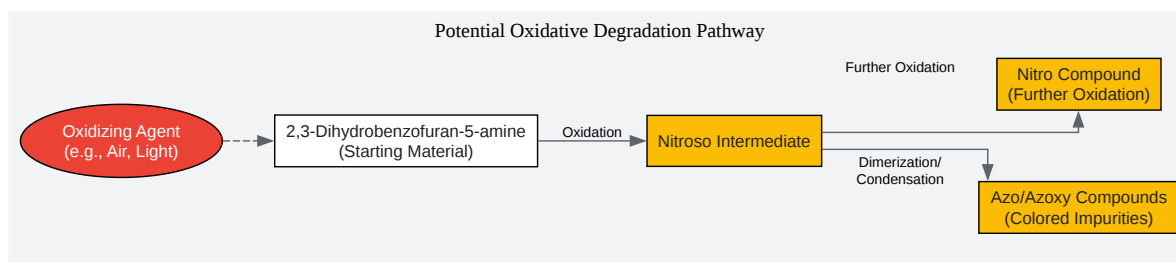 Potential Oxidative Degradation Pathway
Oxidizing Agent
(e.g., Air, Light)
2,3-Dihydrobenzofuran-5-amine
(Starting Material)
Oxidation
Nitroso Intermediate
Further Oxidation
Nitro Compound
(Further Oxidation)
Dimerization/
Condensation
Azo/Azoxy Compounds
(Colored Impurities)